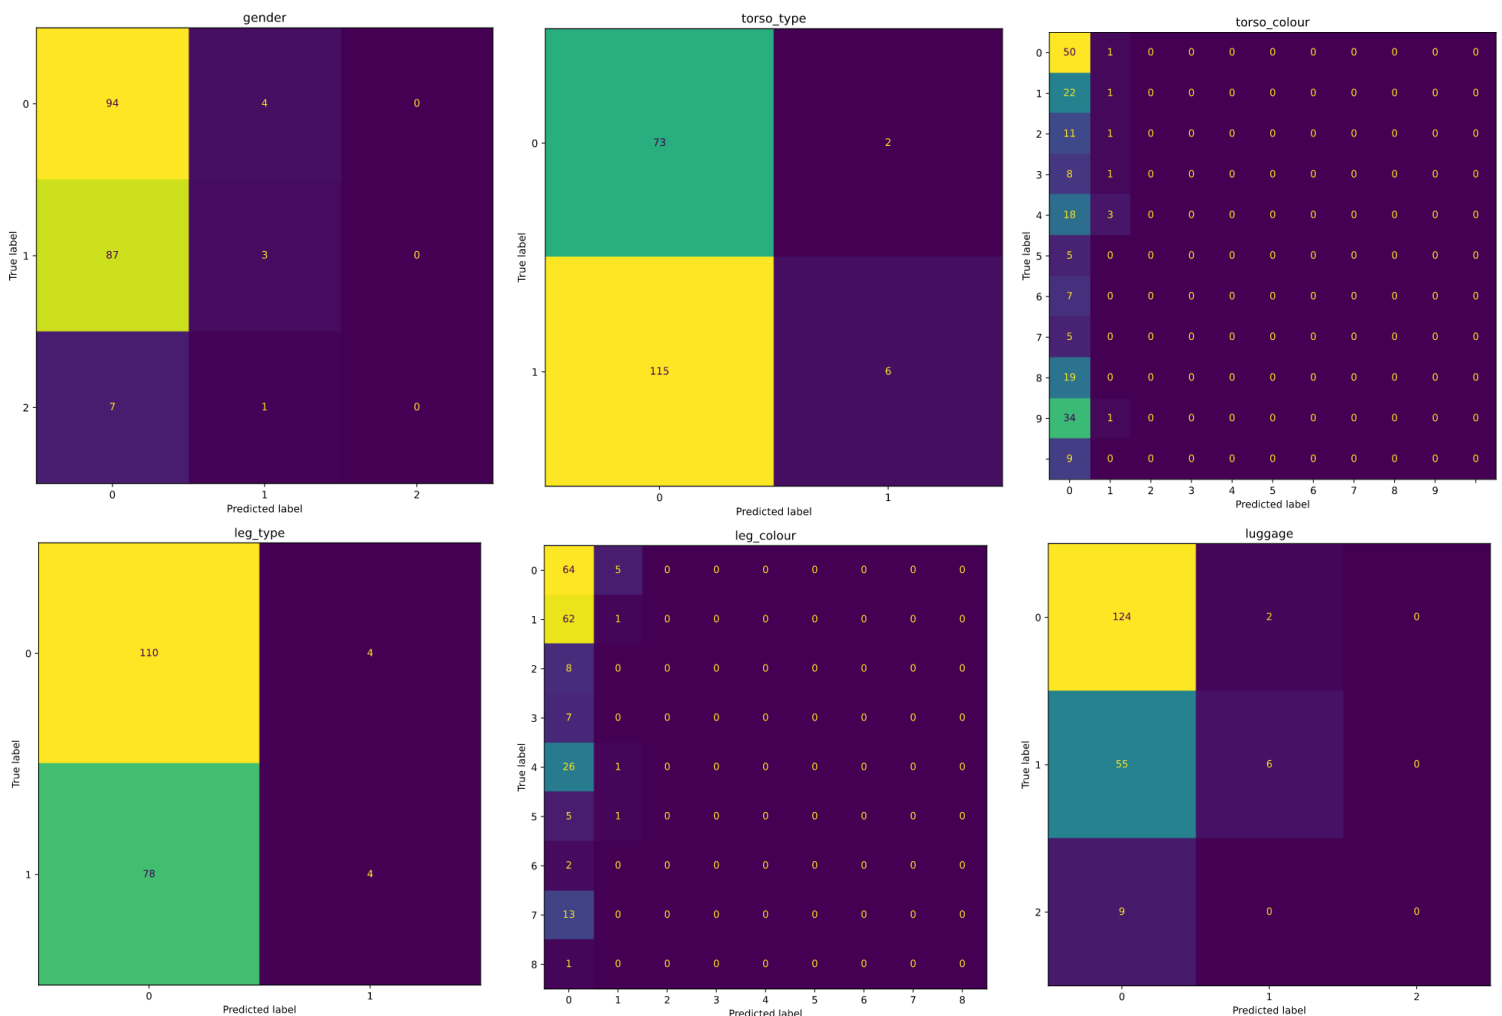 gender
0
94
4
0
1
87
3
0
2
7
1
0
True label
0 1 2
Predicted label
torso_type
0
73
2
1
115
6
True label
0 1
Predicted label
torso_colour
0 50 1 0 0 0 0 0 0 0 0 0
1 22 1 0 0 0 0 0 0 0 0 0
2 11 1 0 0 0 0 0 0 0 0 0
3 8 1 0 0 0 0 0 0 0 0 0
4 18 3 0 0 0 0 0 0 0 0 0
5 5 0 0 0 0 0 0 0 0 0 0
6 7 0 0 0 0 0 0 0 0 0 0
7 5 0 0 0 0 0 0 0 0 0 0
8 19 0 0 0 0 0 0 0 0 0 0
9 34 1 0 0 0 0 0 0 0 0 0
9 0 0 0 0 0 0 0 0 0 0
True label
0 1 2 3 4 5 6 7 8 9
Predicted label
leg_type
0
110
4
1
78
4
True label
0 1
Predicted label
leg_colour
0 64 5 0 0 0 0 0 0 0
1 62 1 0 0 0 0 0 0 0
2 8 0 0 0 0 0 0 0 0
3 7 0 0 0 0 0 0 0 0
4 26 1 0 0 0 0 0 0 0
5 5 1 0 0 0 0 0 0 0
6 2 0 0 0 0 0 0 0 0
7 13 0 0 0 0 0 0 0 0
8 1 0 0 0 0 0 0 0 0
True label
0 1 2 3 4 5 6 7 8
Predicted label
luggage
0
124
2
0
1
55
6
0
2
9
0
0
True label
0 1 2
Predicted label